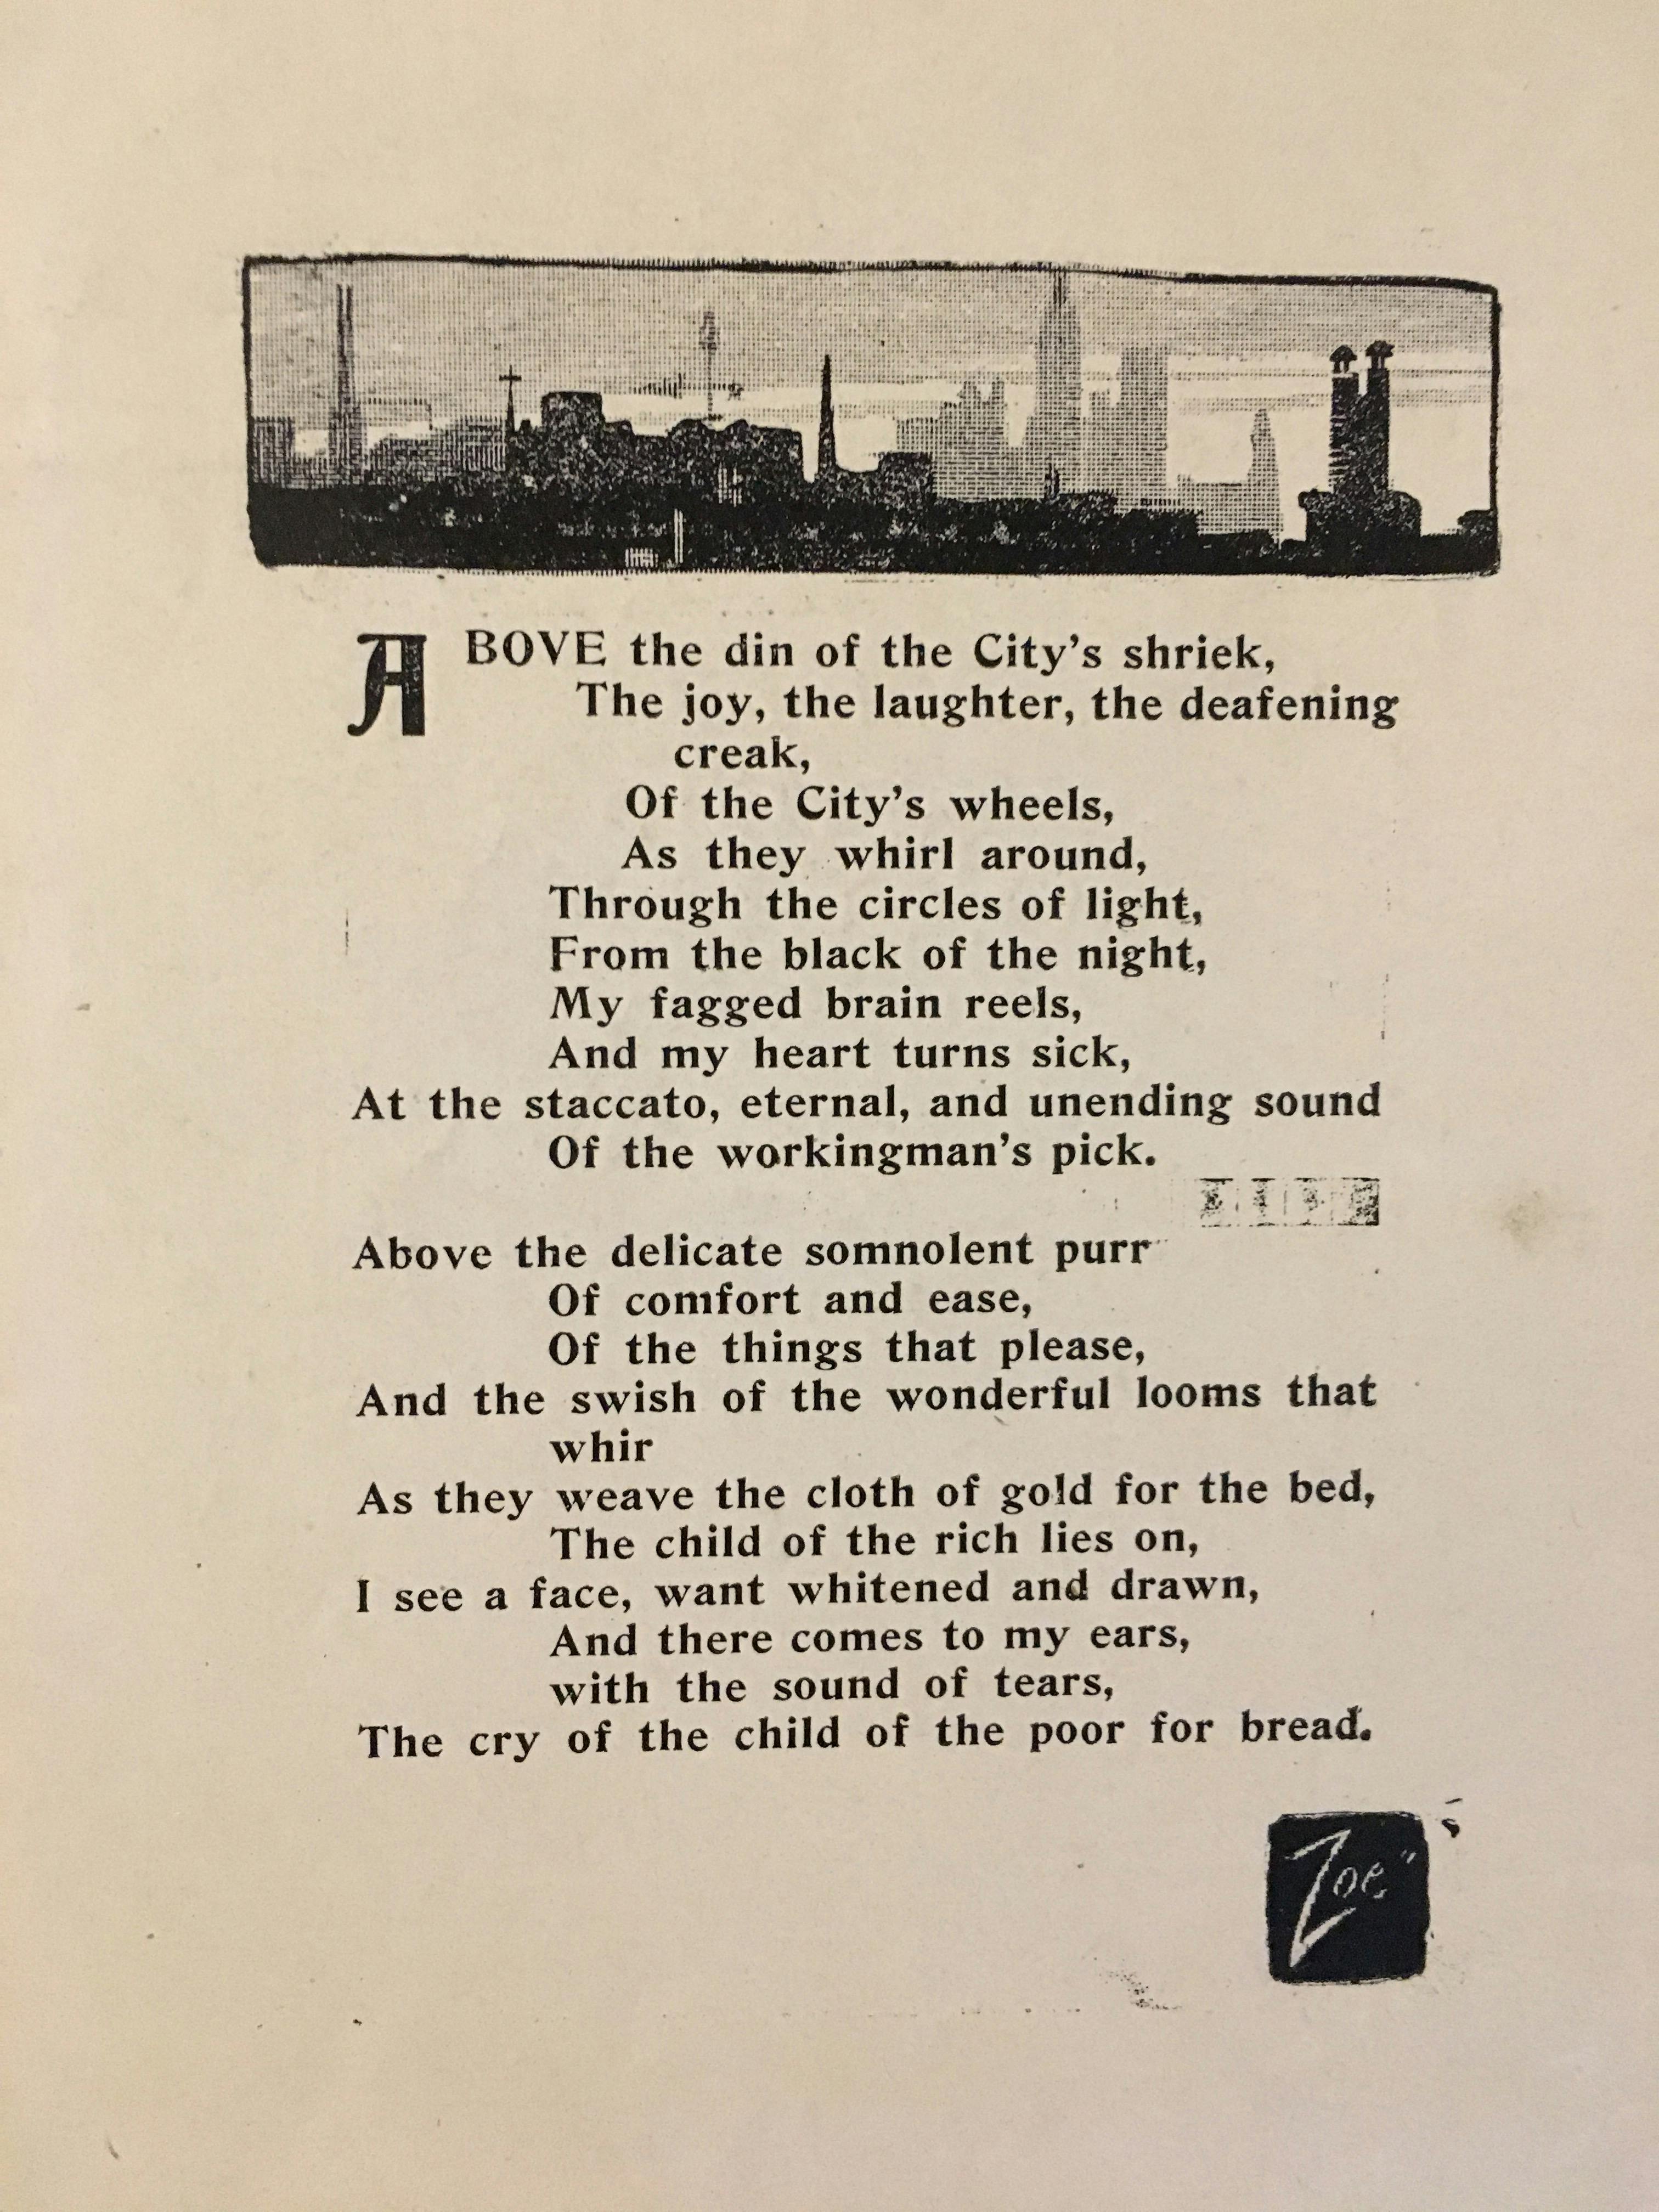 ABOVE the din of the City's shriek,
The joy, the laughter, the deafening
creak,
Of the City's wheels,
As they whirl around,
Through the circles of light,
From the black of the night,
My fagged brain reels,
And my heart turns sick,
At the staccato, eternal, and unending sound
Of the workingman's pick.
Above the delicate somnolent purr
Of comfort and ease,
Of the things that please,
And the swish of the wonderful looms that
whir
As they weave the cloth of gold for the bed,
The child of the rich lies on,
I see a face, want whitened and drawn,
And there comes to my ears,
with the sound of tears,
The cry of the child of the poor for bread.
Zoe"